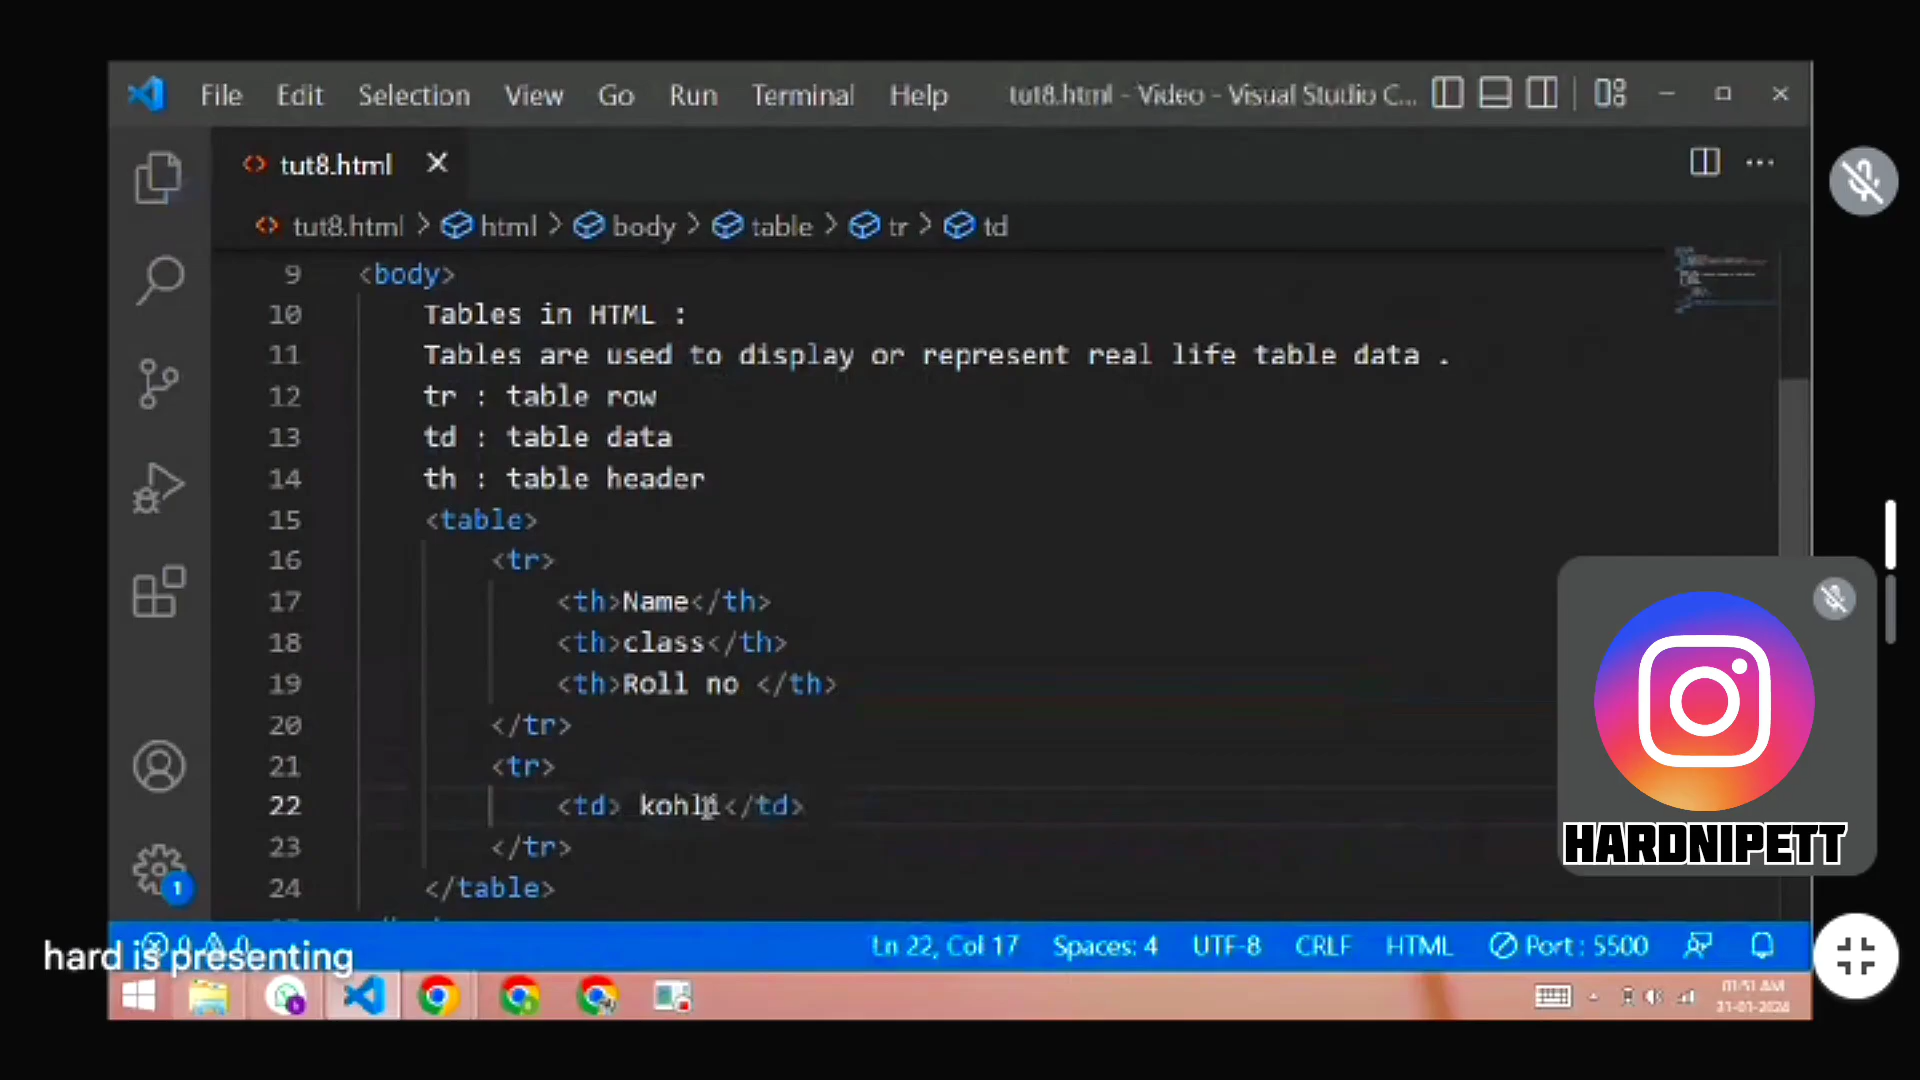 File Edit Selection View Go Run Terminal Help tut8.html - Video - Visual Studio C...
tut8.html
tut8.html > html > body > table > tr > td
9 <body>
10 Tables in HTML :
11 Tables are used to display or represent real life table data .
12 tr : table row
13 td : table data
14 th : table header
15 <table>
16 <tr>
17 <th>Name</th>
18 <th>class</th>
19 <th>Roll no </th>
20 </tr>
21 <tr>
22 <td> kohli</td>
23 </tr>
24 </table>
HARDNIPETT
1
hard is presenting
Ln 22, Col 17 Spaces: 4 UTF-8 CRLF HTML Port : 5500
01:51 AM